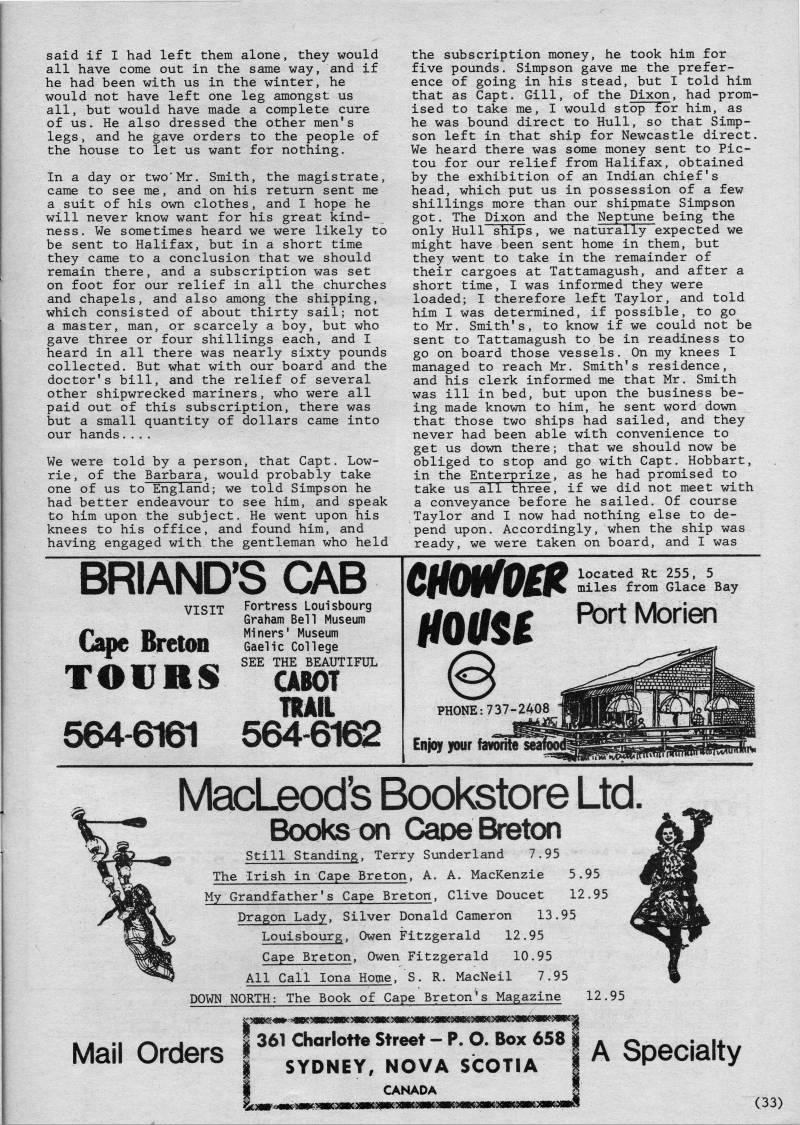 said if I had left them alone, they would
all have come out in the same way, and if
he had been with us in the winter, he
would not have left one leg amongst us
all, but would have made a complete cure
of us. He also dressed the other men's
legs, and he gave orders to the people of
the house to let us want for nothing.

In a day or two Mr. Smith, the magistrate,
came to see me, and on his return sent me
a suit of his own clothes, and I hope he
will never know want for his great kind-
ness. We sometimes heard we were likely to
be sent to Halifax, but in a short time
they came to a conclusion that we should
remain there, and a subscription was set
on foot for our relief in all the churches
and chapels, and also among the shipping,
which consisted of about thirty sail; not
a master, man, or scarcely a boy, but who
gave three or four shillings each, and I
heard in all there was nearly sixty pounds
collected. But what with our board and the
doctor's bill, and the relief of several
other shipwrecked mariners, who were all
paid out of this subscription, there was
but a small quantity of dollars came into
our hands....

We were told by a person, that Capt. Low-
rie, of the Barbara, would probably take
one of us to England; we told Simpson he
had better endeavour to see him, and speak
to him upon the subject. He went upon his
knees to his office, and found him, and
having engaged with the gentleman who held
the subscription money, he took him for
five pounds. Simpson gave me the prefer-
ence of going in his stead, but I told him
that as Capt. Gill, of the Dixon, had prom-
ised to take me, I would stop for him, as
he was bound direct to Hull, so that Simp-
son left in that ship for Newcastle direct.
We heard there was some money sent to Pic-
tou for our relief from Halifax, obtained
by the exhibition of an Indian chief's
head, which put us in possession of a few
shillings more than our shipmate Simpson
got. The Dixon and the Neptune being the
only Hull ships, we naturally expected we
might have been sent home in them, but
they went to take in the remainder of
their cargoes at Tattamagush, and after a
short time, I was informed they were
loaded; I therefore left Taylor, and told
him I was determined, if possible, to go
to Mr. Smith's, to know if we could not be
sent to Tattamagush to be in readiness to
go on board those vessels. On my knees I
managed to reach Mr. Smith's residence,
and his clerk informed me that Mr. Smith
was ill in bed, but upon the business be-
ing made known to him, he sent word down
that those two ships had sailed, and they
never had been able with convenience to
get us down there; that we should now be
obliged to stop and go with Capt. Hobbart,
in the Enterprize, as he had promised to
take us all three, if we did not meet with
a conveyance before he sailed. Of course
Taylor and I now had nothing else to de-
pend upon. Accordingly, when the ship was
ready, we were taken on board, and I was

BRIAND'S CAB
VISIT
Cape Breton
TOURS
564-6161
Fortress Louisbourg
Graham Bell Museum
Miners' Museum
Gaelic College
SEE THE BEAUTIFUL
CABOT
TRAIL
564-6162

CHOWDER
HOUSE
located Rt 255, 5
miles from Glace Bay
Port Morien
PHONE:737-2408
Enjoy your favorite seafood

MacLeod's Bookstore Ltd.
Books on Cape Breton
Still Standing, Terry Sunderland 7.95
The Irish in Cape Breton, A. A. MacKenzie 5.95
My Grandfather's Cape Breton, Clive Doucet 12.95
Dragon Lady, Silver Donald Cameron 13.95
Louisbourg, Owen Fitzgerald 12.95
Cape Breton, Owen Fitzgerald 10.95
All Call Iona Home, S. R. MacNeil 7.95
DOWN NORTH: The Book of Cape Breton's Magazine 12.95
Mail Orders
361 Charlotte Street – P. O. Box 658
SYDNEY, NOVA SCOTIA
CANADA
A Specialty
(33)